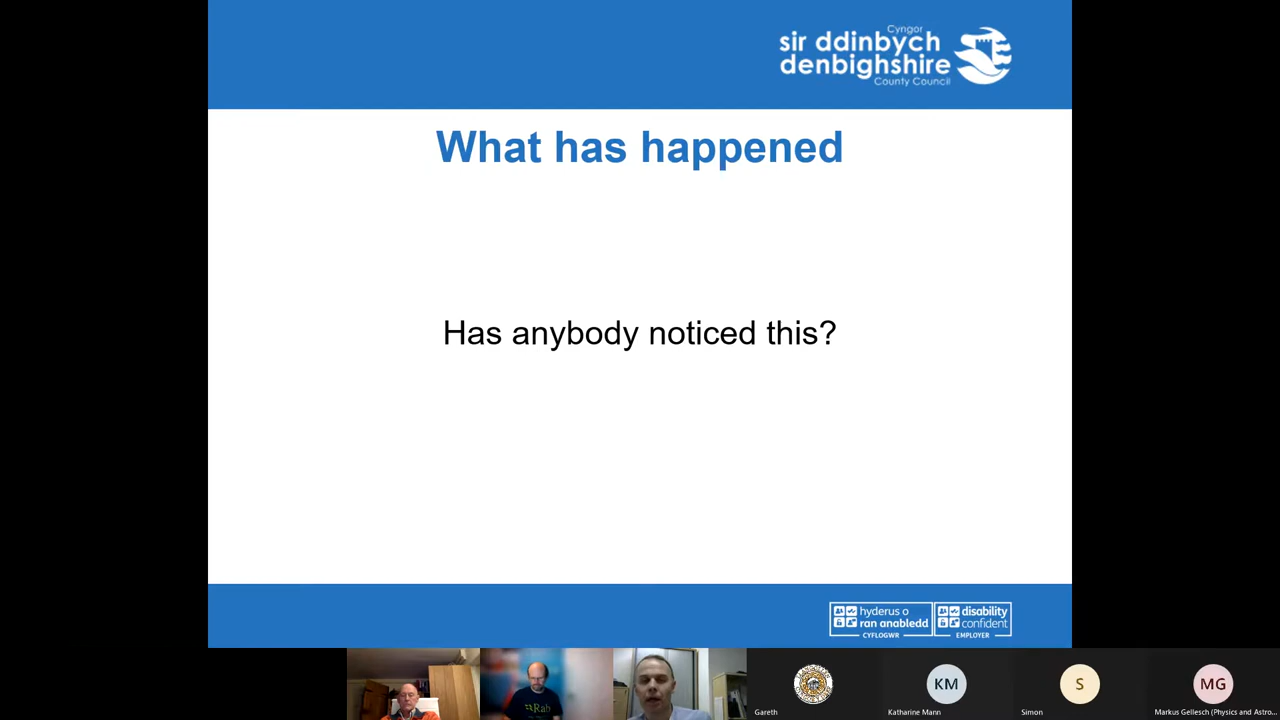 Cyngor
sir ddinbych
denbighshire
County Council
What has happened
Has anybody noticed this?
hyderus o
ran anabledd
CYFLOGWR
disability
confident
EMPLOYER
Rab
Gareth
KM
Katharine Mann
S
Simon
MG
Markus Gellesch (Physics and Astro...